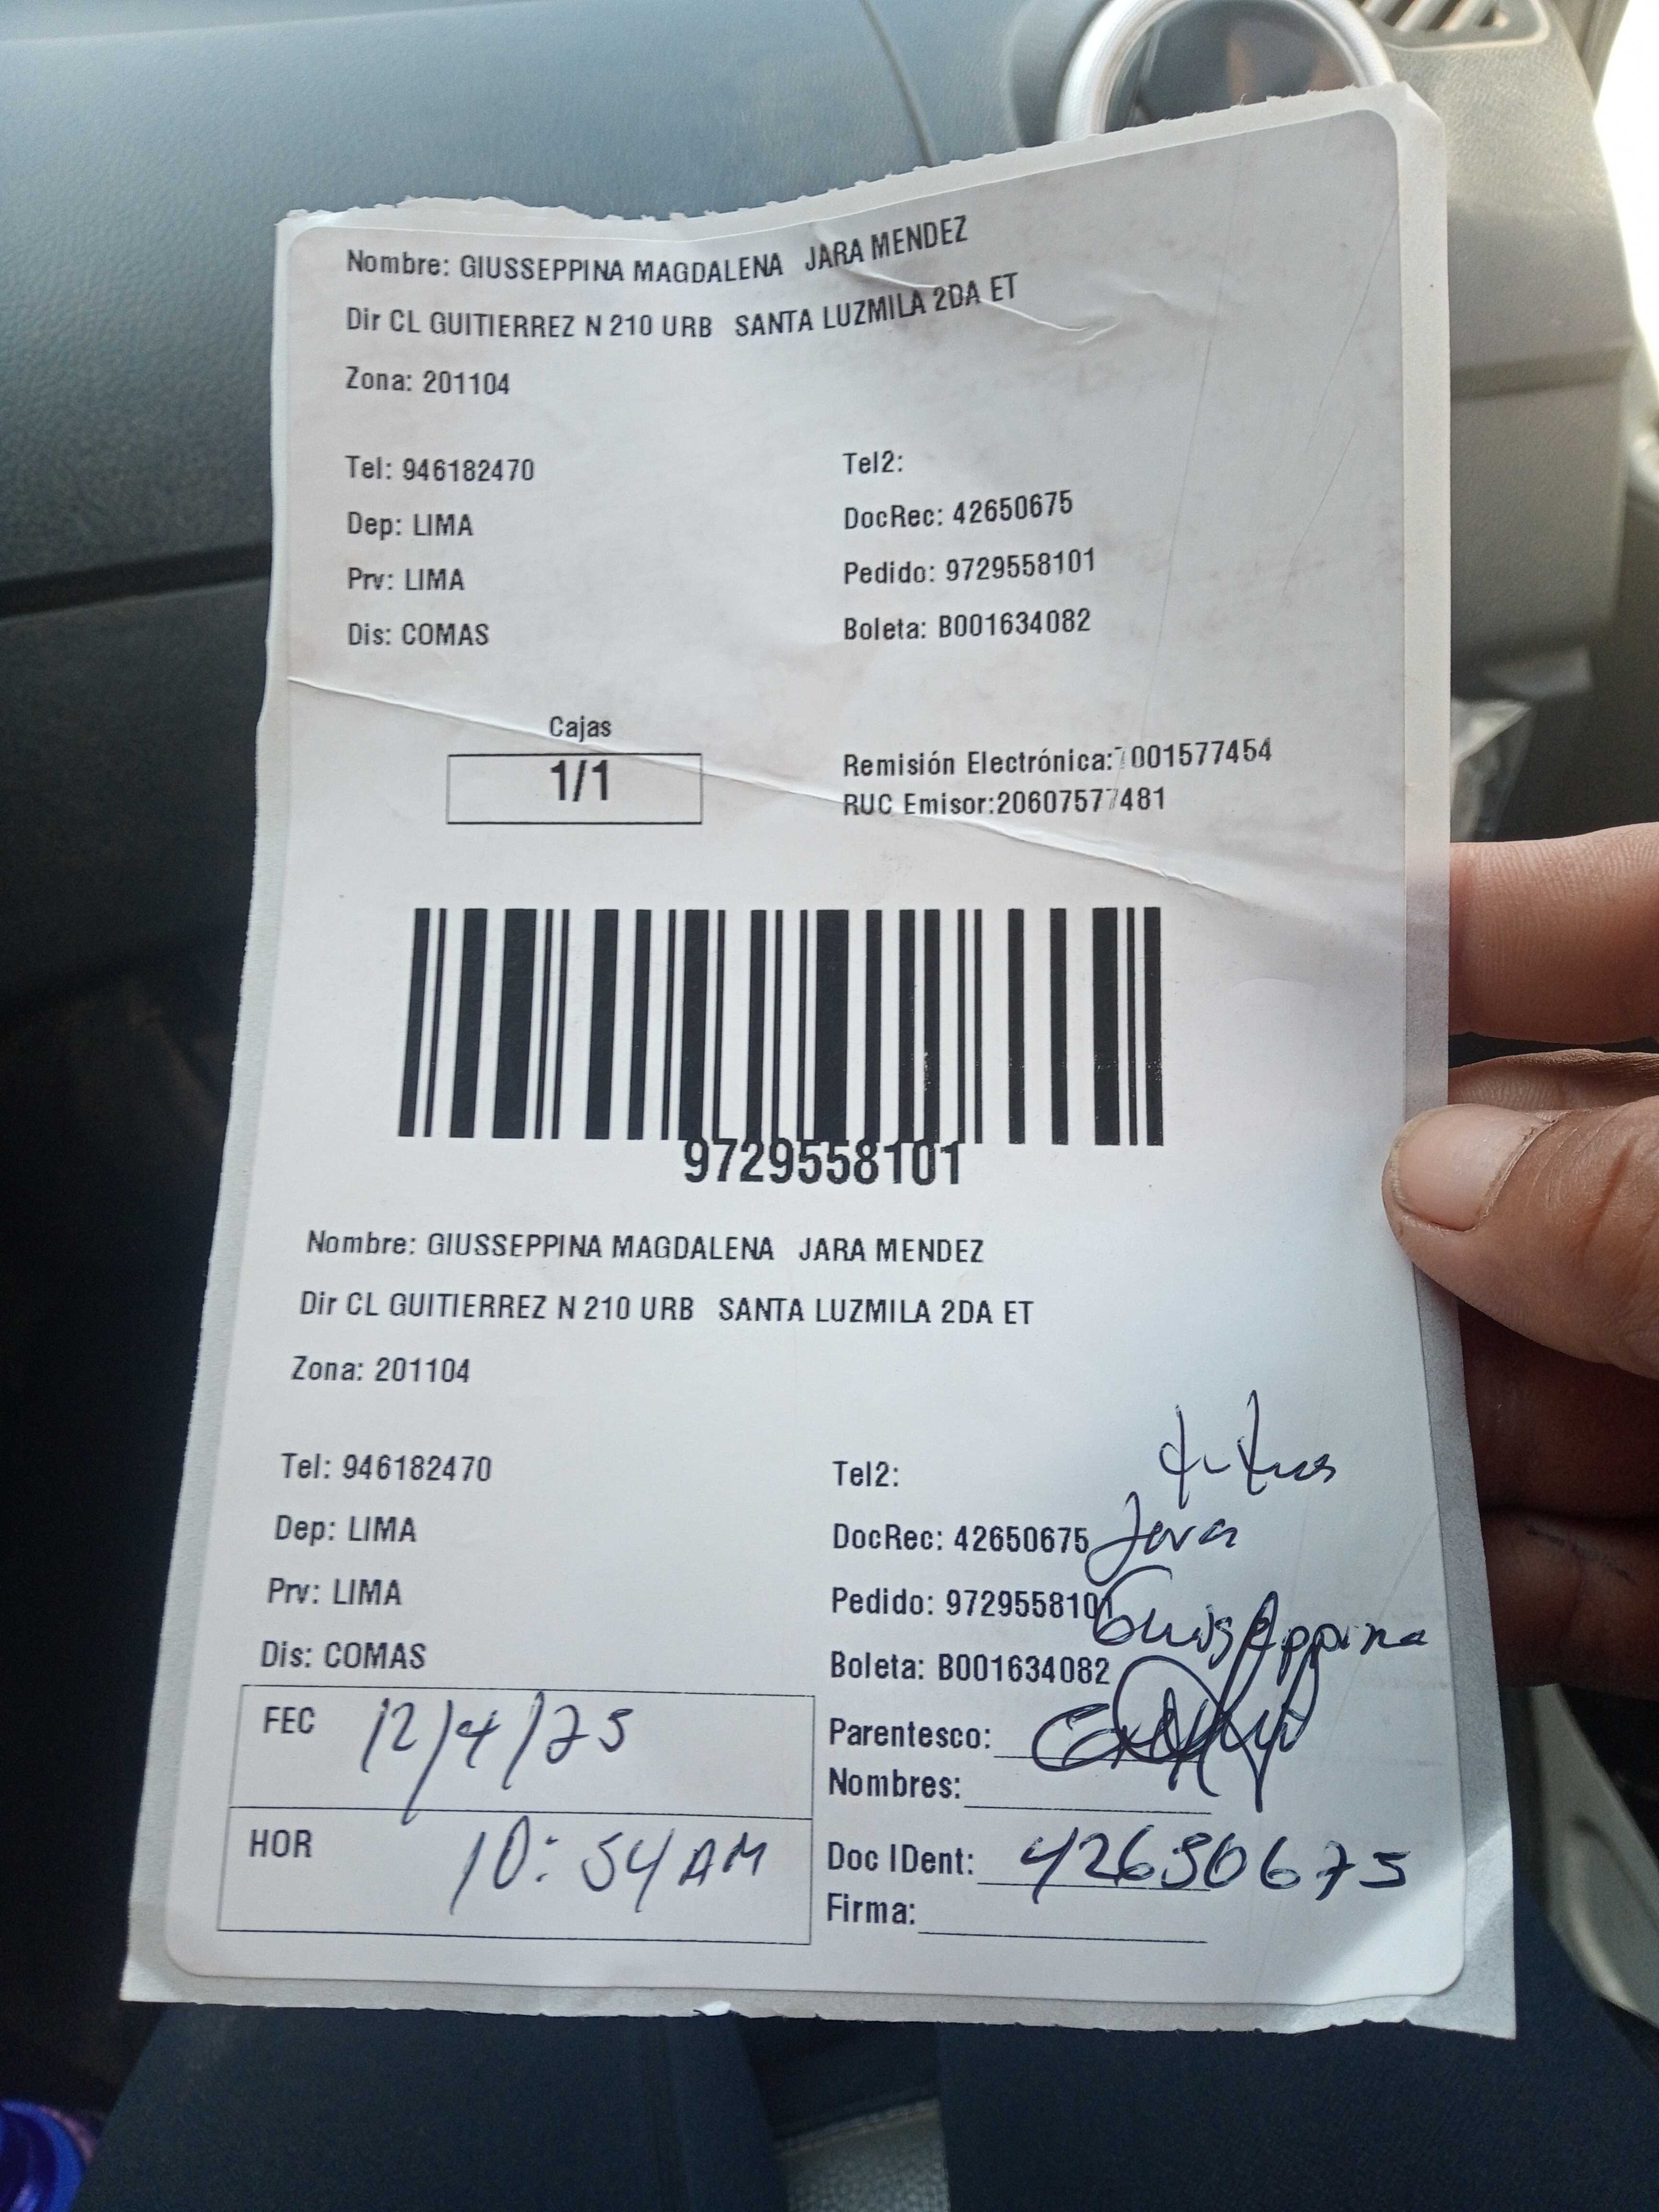 Nombre: GIUSSEPPINA MAGDALENA JARA MENDEZ
Dir CL GUITIERREZ N 210 URB SANTA LUZMILA 2DA ET
Zona: 201104
Tel: 946182470
Tel2:
Dep: LIMA
DocRec: 42650675
Prv: LIMA
Pedido: 9729558101
Dis: COMAS
Boleta: B001634082
Cajas
1/1
Remisión Electrónica: 001577454
RUC Emisor:20607577481
9729558101
Nombre: GIUSSEPPINA MAGDALENA JARA MENDEZ
Dir CL GUITIERREZ N 210 URB SANTA LUZMILA 2DA ET
Zona: 201104
Tel: 946182470
Tel2:
Dep: LIMA
DocRec: 42650675 Jara
Prv: LIMA
Pedido: 9729558101
Dis: COMAS
Boleta: B001634082
FEC 12/4/25
Parentesco:
Nombres:
HOR 10:54 AM
Doc IDent: 42650675
Firma: